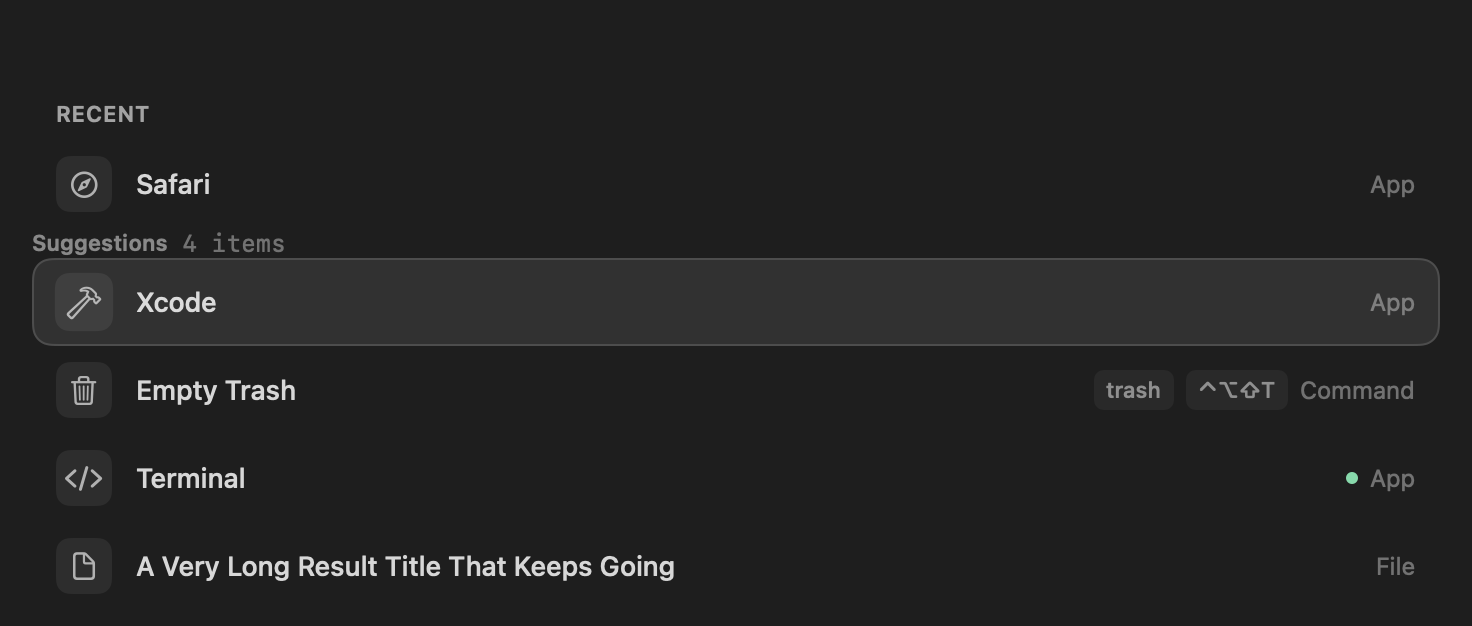 RECENT
Safari App
Suggestions 4 items
Xcode App
Empty Trash trash ^⌥⇧T Command
Terminal App
A Very Long Result Title That Keeps Going File